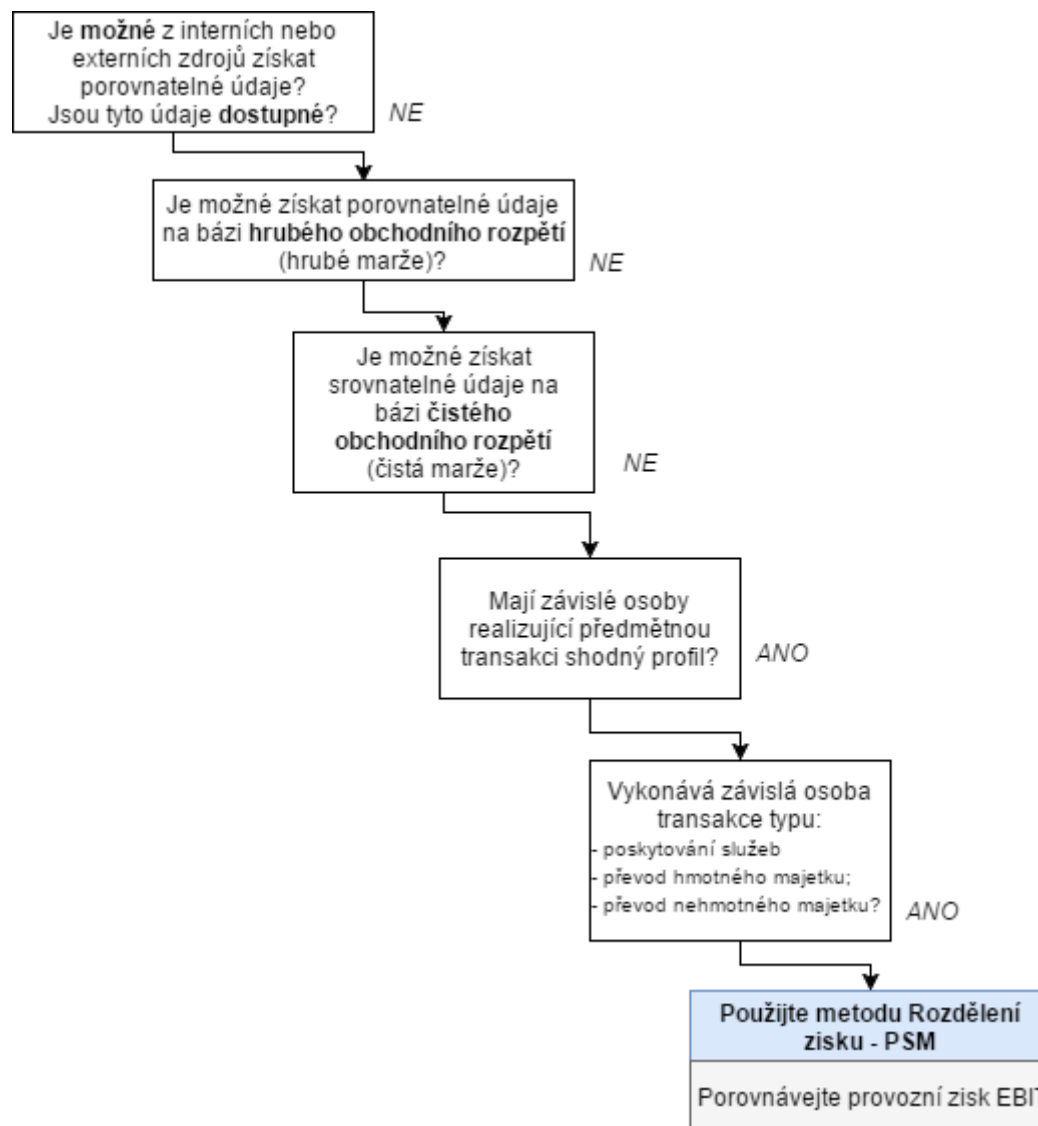 Je možné z interních nebo
externích zdrojů získat
porovnatelné údaje?
Jsou tyto údaje dostupné?
NE
Je možné získat porovnatelné údaje
na bázi hrubého obchodního rozpětí
(hrubé marže)?
NE
Je možné získat
srovnatelné údaje na
bázi čistého
obchodního rozpětí
(čistá marže)?
NE
Mají závislé osoby
realizující předmětnou
transakci shodný profil?
ANO
Vykonává závislá osoba
transakce typu:
- poskytování služeb
- převod hmotného majetku;
- převod nehmotného majetku?
ANO
Použijte metodu Rozdělení
zisku - PSM
Porovnávejte provozní zisk EBIT